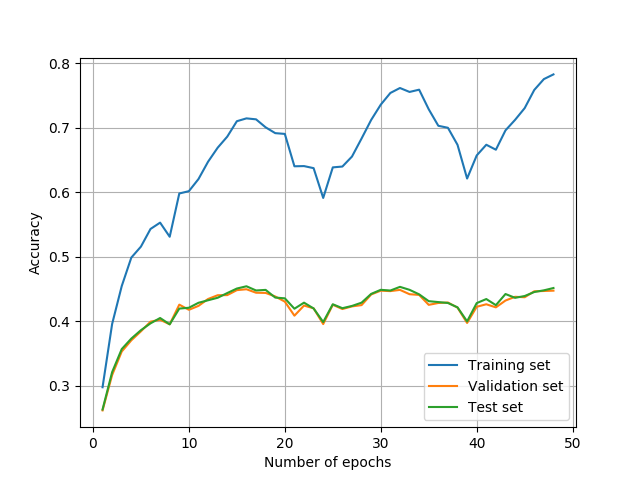 0.8
0.7
0.6
0.5
0.4
0.3
Accuracy
0 10 20 30 40 50
Number of epochs
Training set
Validation set
Test set